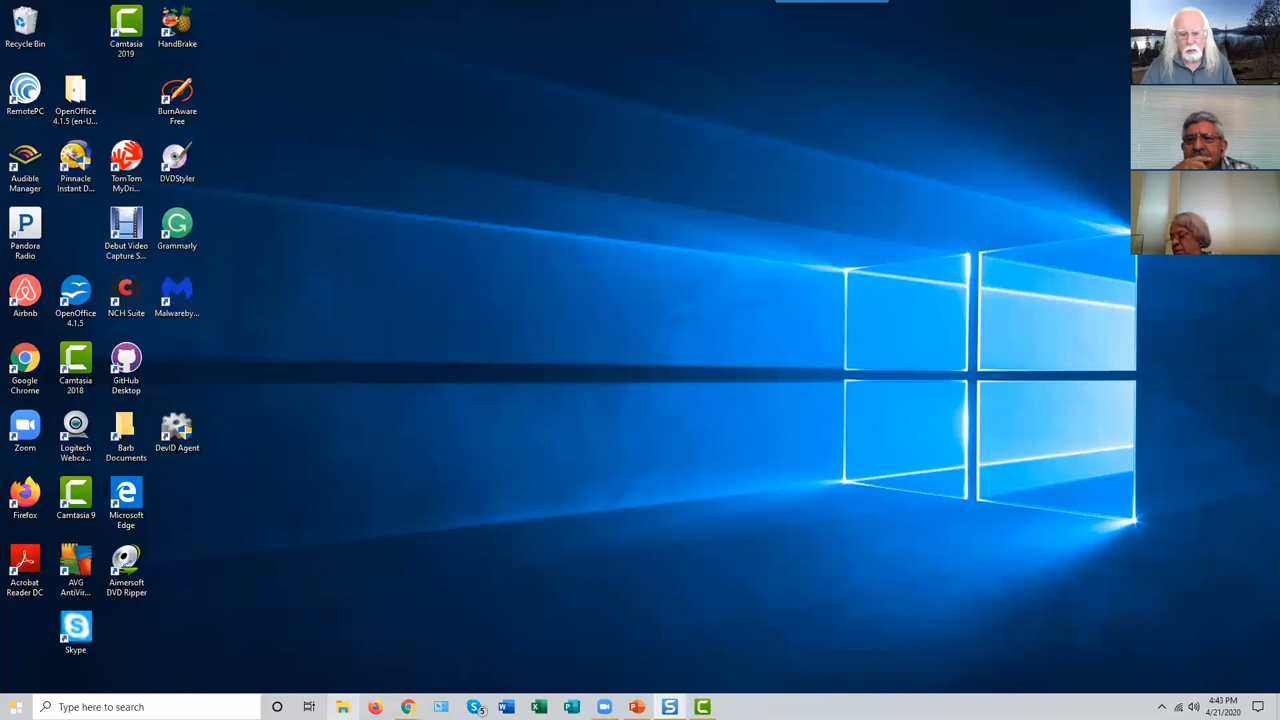 Recycle Bin
Camtasia
2019
HandBrake
RemotePC
OpenOffice
4.1.5 (en-U...
BurnAware
Free
Audible
Manager
Pinnacle
Instant D...
TomTom
MyDri...
DVDStyler
Pandora
Radio
Debut Video
Capture S...
Grammarly
Airbnb
OpenOffice
4.1.5
NCH Suite
Malwareby...
Google
Chrome
Camtasia
2018
GitHub
Desktop
Zoom
Logitech
Webca...
Barb
Documents
DevID Agent
Firefox
Camtasia 9
Microsoft
Edge
Acrobat
Reader DC
AVG
AntiVir...
Aimersoft
DVD Ripper
Skype
Type here to search
5
4:43 PM
4/21/2020